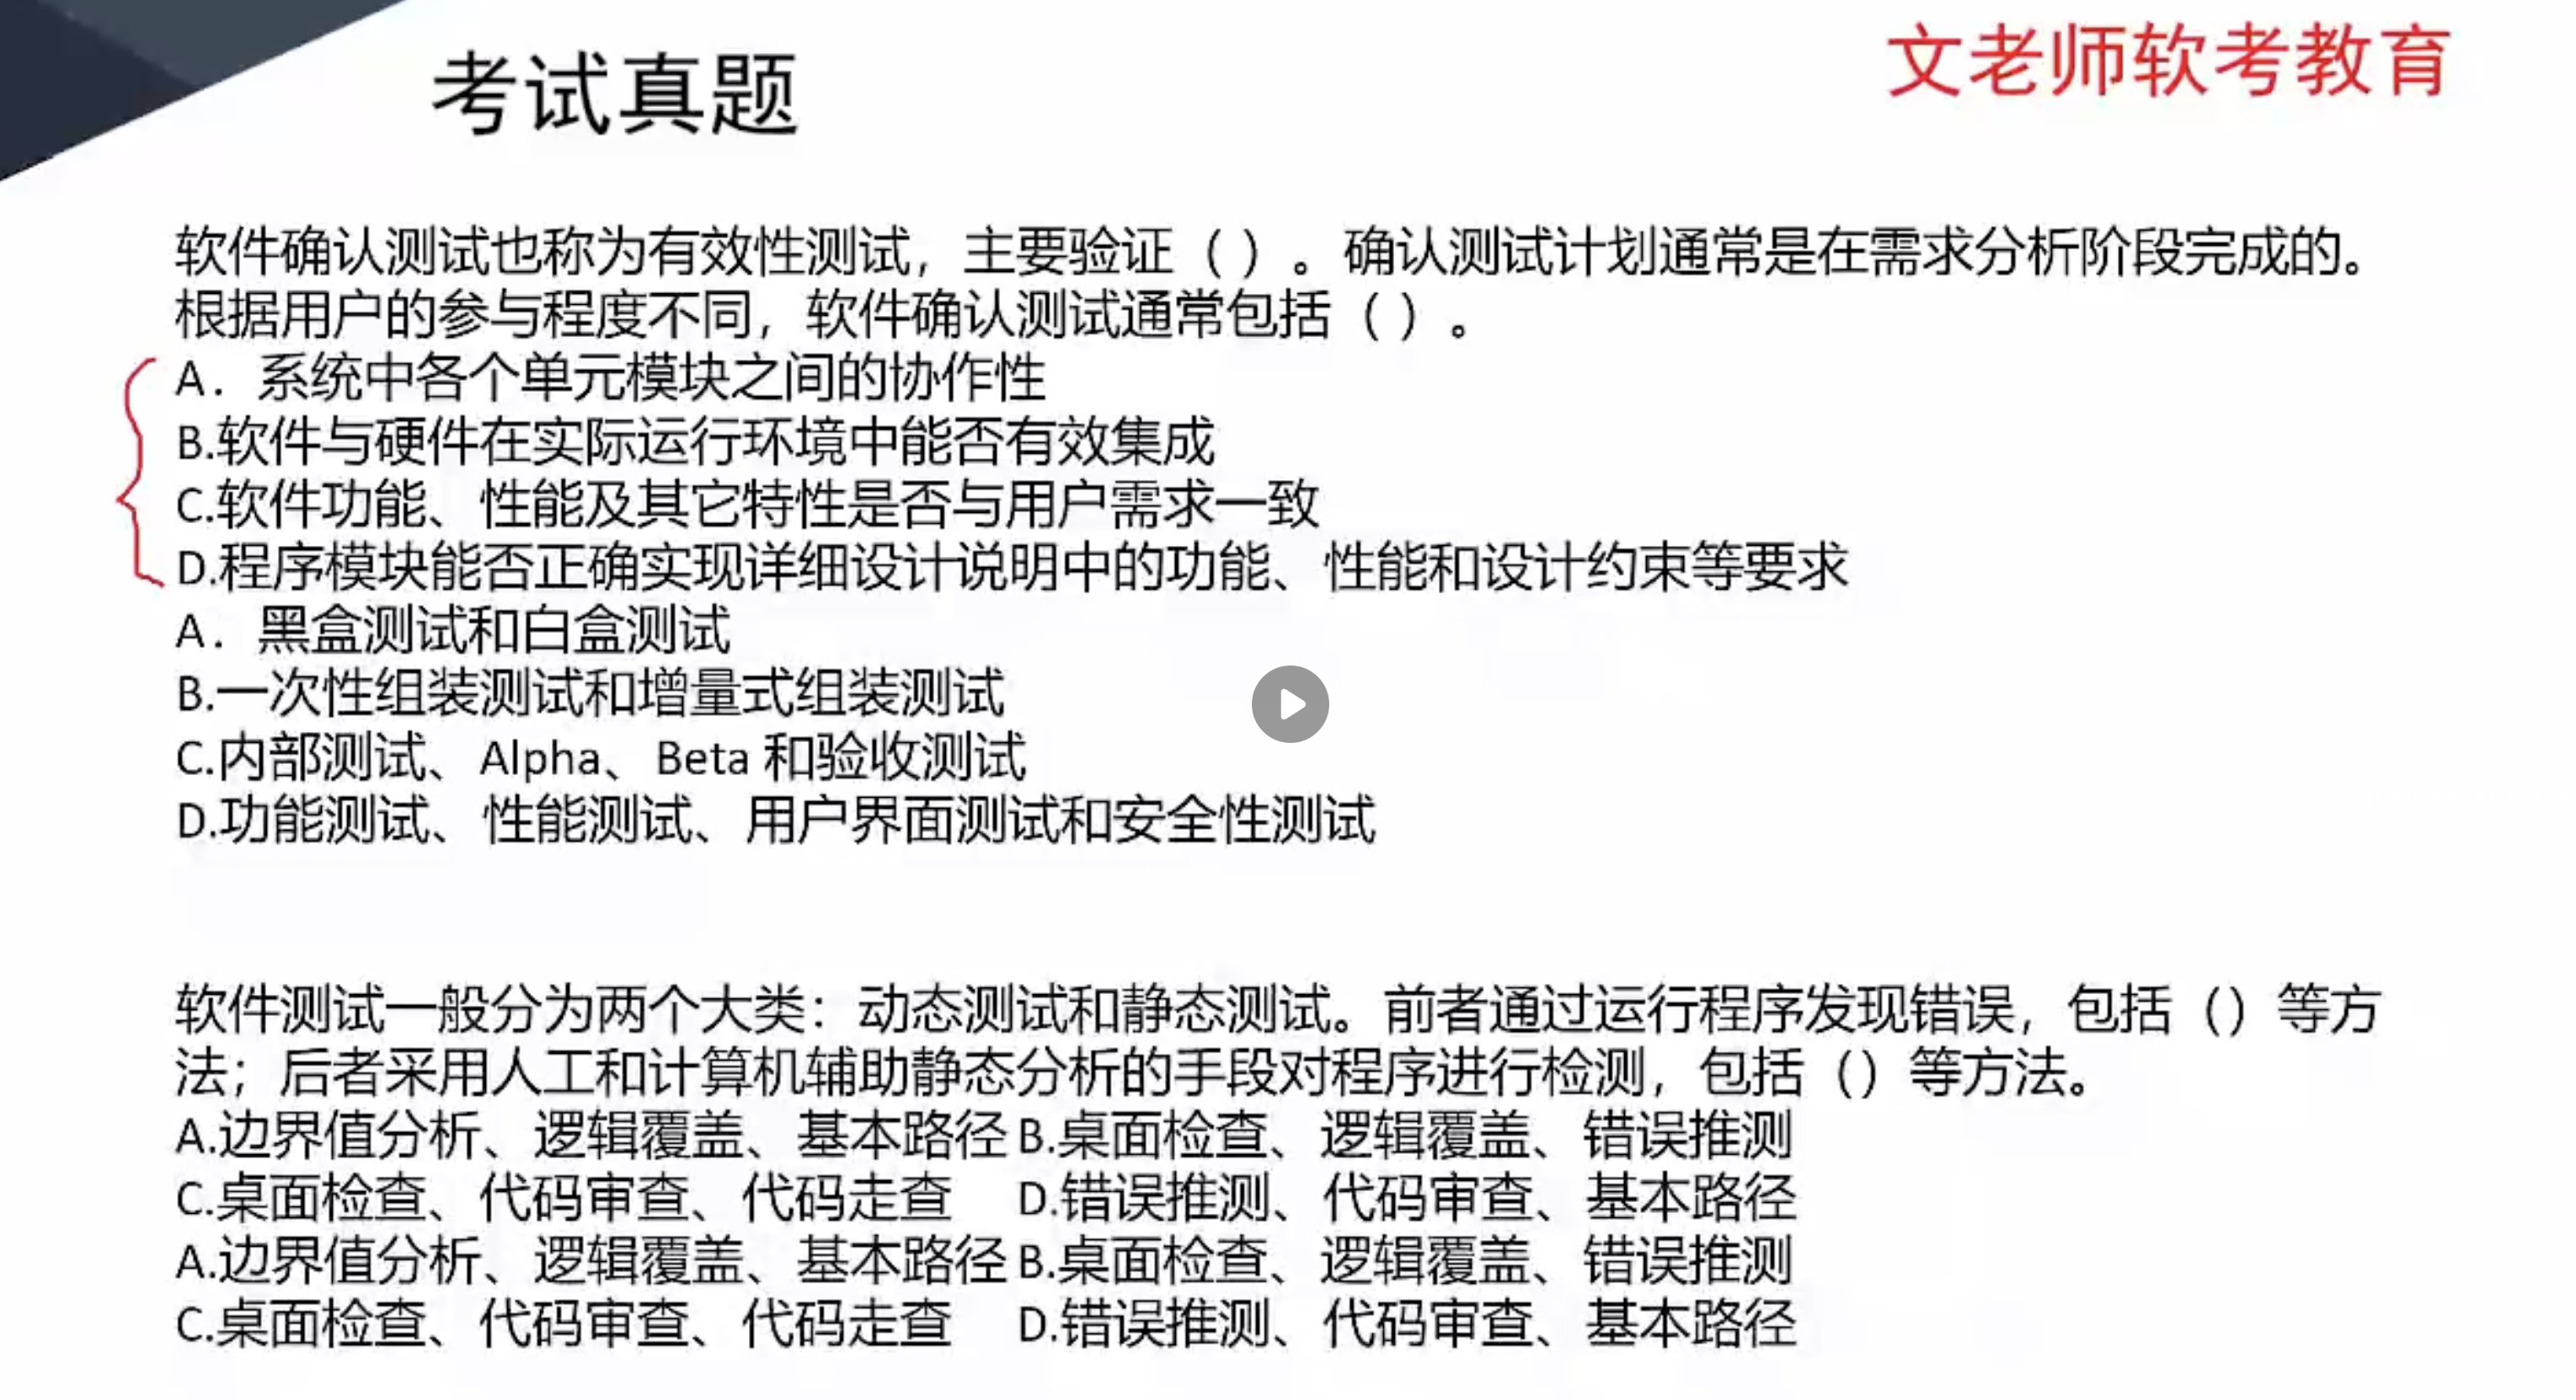 考试真题
文老师软考教育
软件确认测试也称为有效性测试，主要验证（ ）。确认测试计划通常是在需求分析阶段完成的。
根据用户的参与程度不同，软件确认测试通常包括（ ）。
A．系统中各个单元模块之间的协作性
B.软件与硬件在实际运行环境中能否有效集成
C.软件功能、性能及其它特性是否与用户需求一致
D.程序模块能否正确实现详细设计说明中的功能、性能和设计约束等要求
A．黑盒测试和白盒测试
B.一次性组装测试和增量式组装测试
C.内部测试、Alpha、Beta 和验收测试
D.功能测试、性能测试、用户界面测试和安全性测试
软件测试一般分为两个大类：动态测试和静态测试。前者通过运行程序发现错误，包括（）等方
法；后者采用人工和计算机辅助静态分析的手段对程序进行检测，包括（）等方法。
A.边界值分析、逻辑覆盖、基本路径 B.桌面检查、逻辑覆盖、错误推测
C.桌面检查、代码审查、代码走查 D.错误推测、代码审查、基本路径
A.边界值分析、逻辑覆盖、基本路径 B.桌面检查、逻辑覆盖、错误推测
C.桌面检查、代码审查、代码走查 D.错误推测、代码审查、基本路径